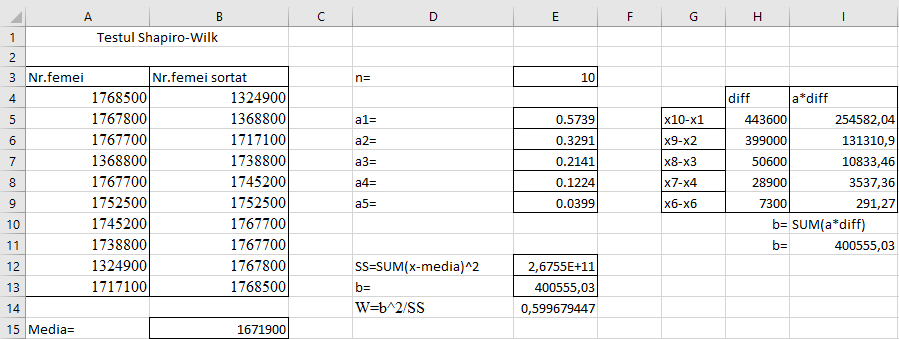 A B C D E F G H I
1 Testul Shapiro-Wilk
2
3 Nr.femei Nr.femei sortat n= 10
4 1768500 1324900 diff a*diff
5 1767800 1368800 a1= 0.5739 x10-x1 443600 254582,04
6 1767700 1717100 a2= 0.3291 x9-x2 399000 131310,9
7 1368800 1738800 a3= 0.2141 x8-x3 50600 10833,46
8 1767700 1745200 a4= 0.1224 x7-x4 28900 3537,36
9 1752500 1752500 a5= 0.0399 x6-x6 7300 291,27
10 1745200 1767700 b= SUM(a*diff)
11 1738800 1767700 b= 400555,03
12 1324900 1767800 SS=SUM(x-media)^2 2,6755E+11
13 1717100 1768500 b= 400555,03
14 W=b^2/SS 0,599679447
15 Media= 1671900